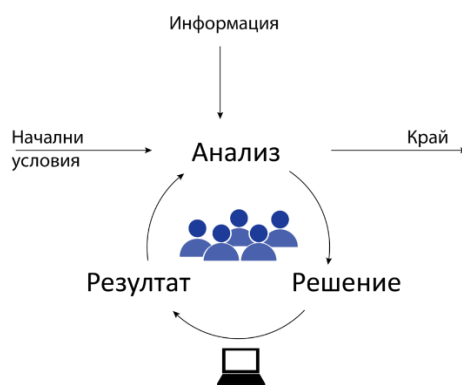 Информация
Начални
условия
Край
Анализ
Резултат
Решение